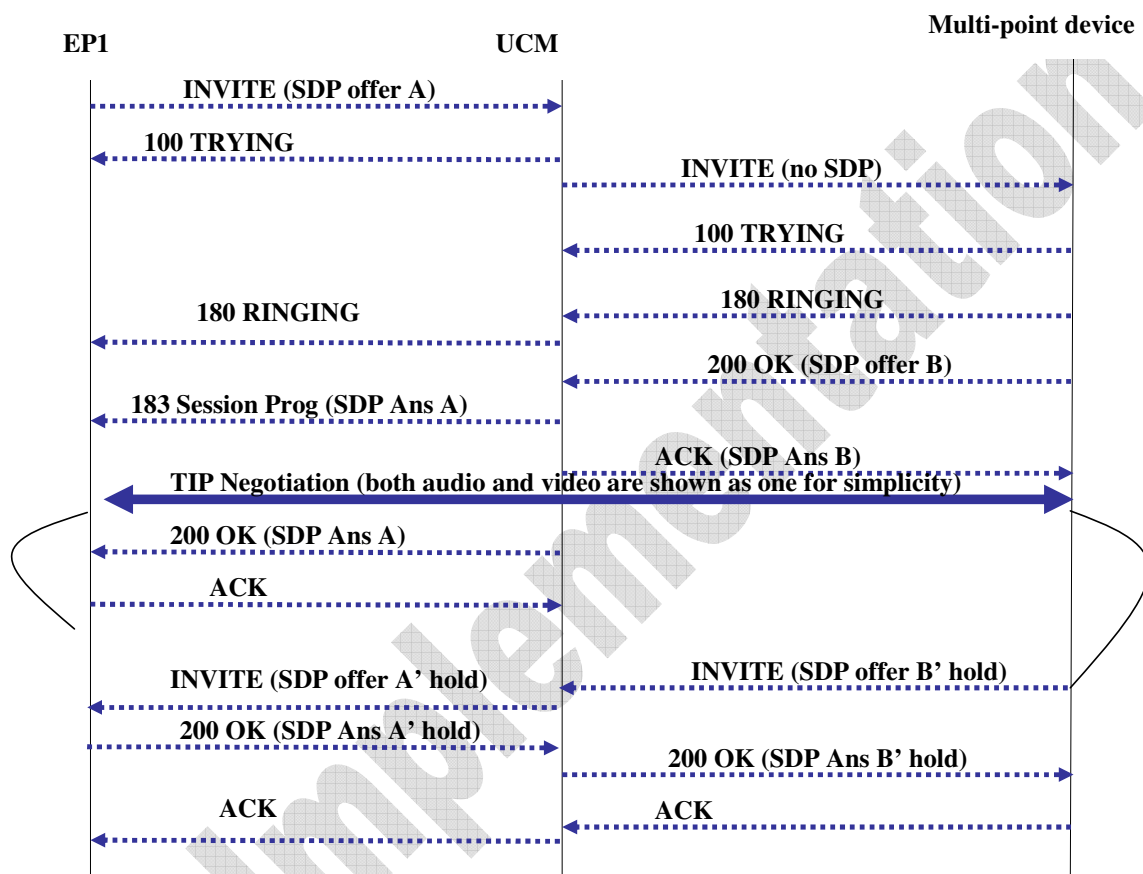 EP1
UCM
Multi-point device
INVITE (SDP offer A)
100 TRYING
INVITE (no SDP)
100 TRYING
180 RINGING
180 RINGING
200 OK (SDP offer B)
183 Session Prog (SDP Ans A)
ACK (SDP Ans B)
TIP Negotiation (both audio and video are shown as one for simplicity)
200 OK (SDP Ans A)
ACK
INVITE (SDP offer B’ hold)
INVITE (SDP offer A’ hold)
200 OK (SDP Ans A’ hold)
200 OK (SDP Ans B’ hold)
ACK
ACK
Implementation